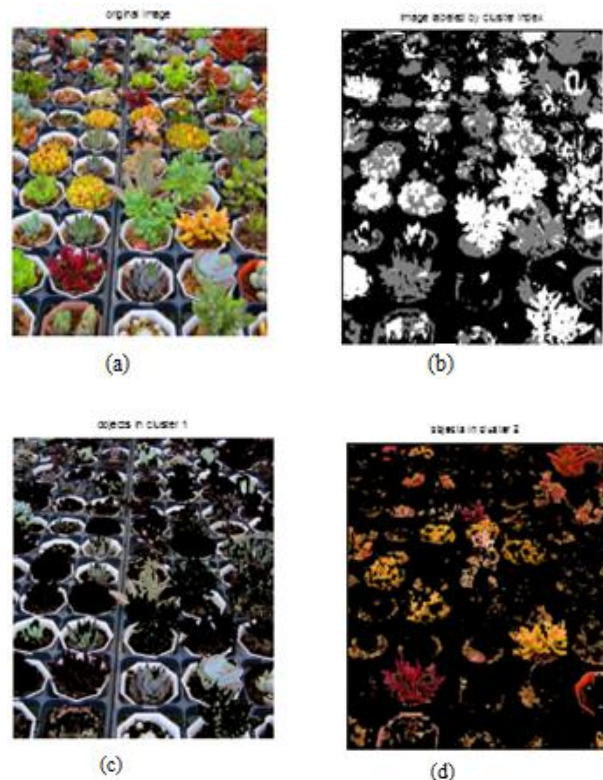 original image
image labeled by cluster index
(a)
(b)
objects in cluster 1
objects in cluster 2
(c)
(d)